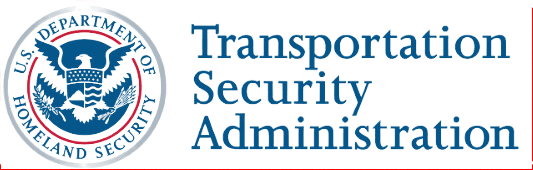 U.S. DEPARTMENT OF
HOMELAND SECURITY
Transportation
Security
Administration